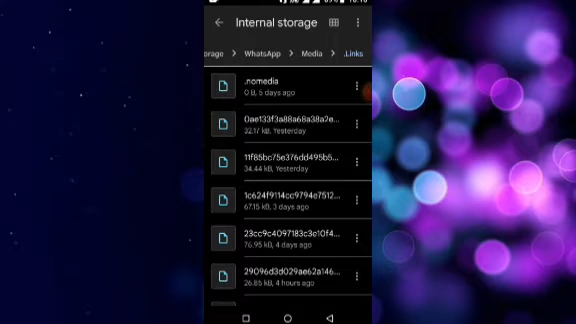 Internal storage
orage > WhatsApp > Media > .Links
.nomedia
0 B, 5 days ago
0ae133f3a88a68a38a2e...
32.17 kB, Yesterday
11f85bc75e376dd495b5...
34.44 kB, Yesterday
1c624f9114cc9794e7512...
67.15 kB, 3 days ago
23cc9c4097183c3e10f4...
76.95 kB, 4 days ago
29096d3d029ae62a146...
26.85 kB, 4 hours ago